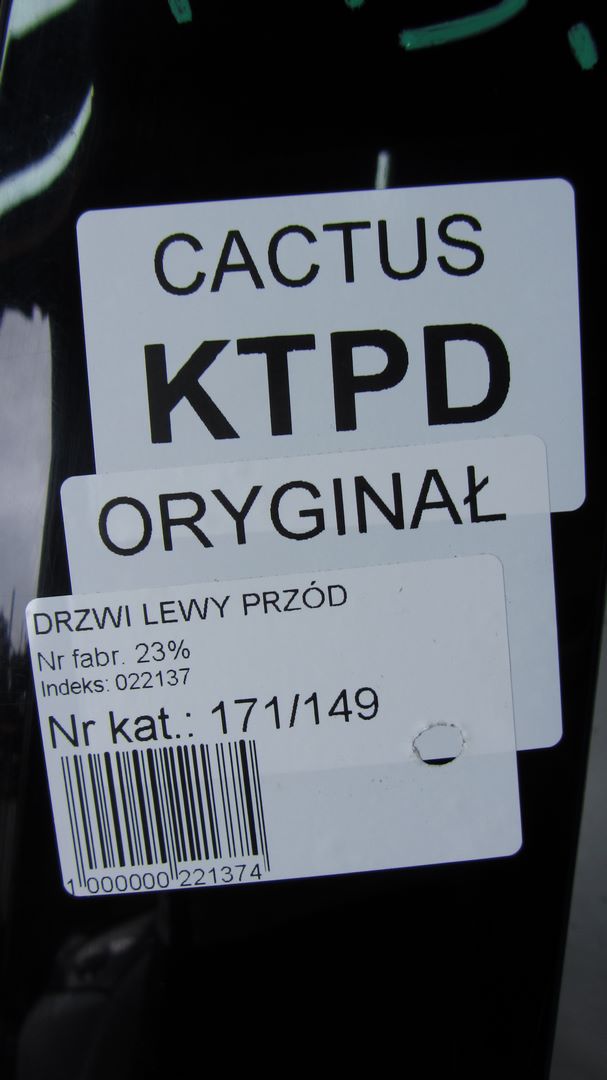 CACTUS
KTPD
ORYGINAŁ
DRZWI LEWY PRZÓD
Nr fabr. 23%
Indeks: 022137
Nr kat.: 171/149
1 000000 221374